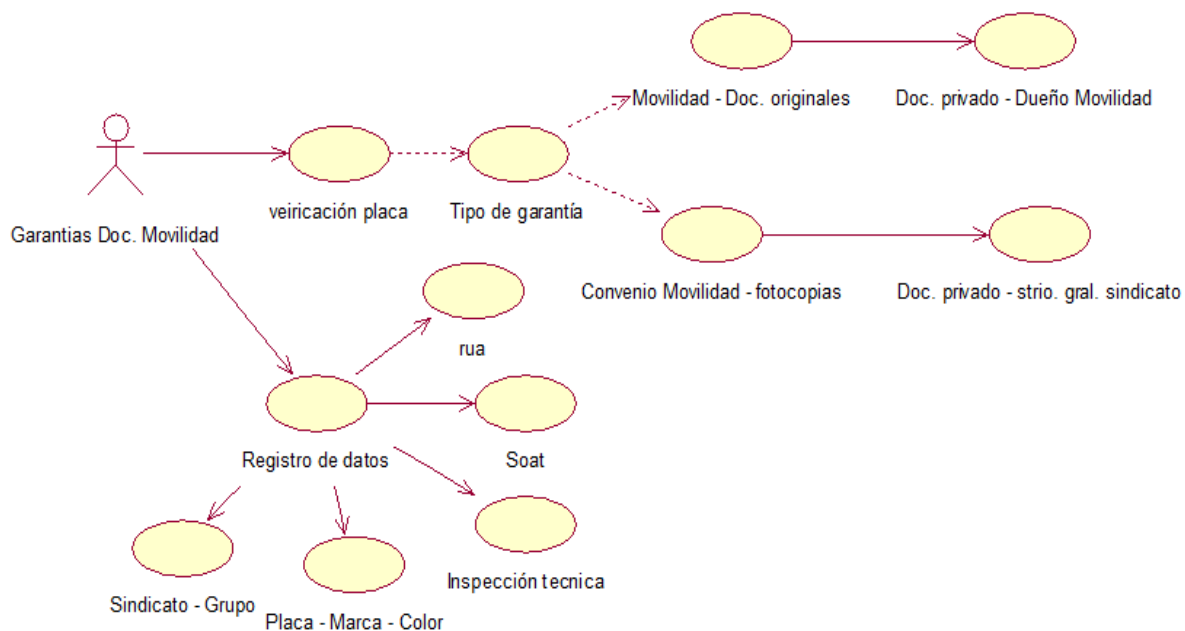 Movilidad - Doc. originales
Doc. privado - Dueño Movilidad
veiricación placa
Tipo de garantía
Garantias Doc. Movilidad
Convenio Movilidad - fotocopias
Doc. privado - strio. gral. sindicato
rua
Registro de datos
Soat
Inspección tecnica
Sindicato - Grupo
Placa - Marca - Color